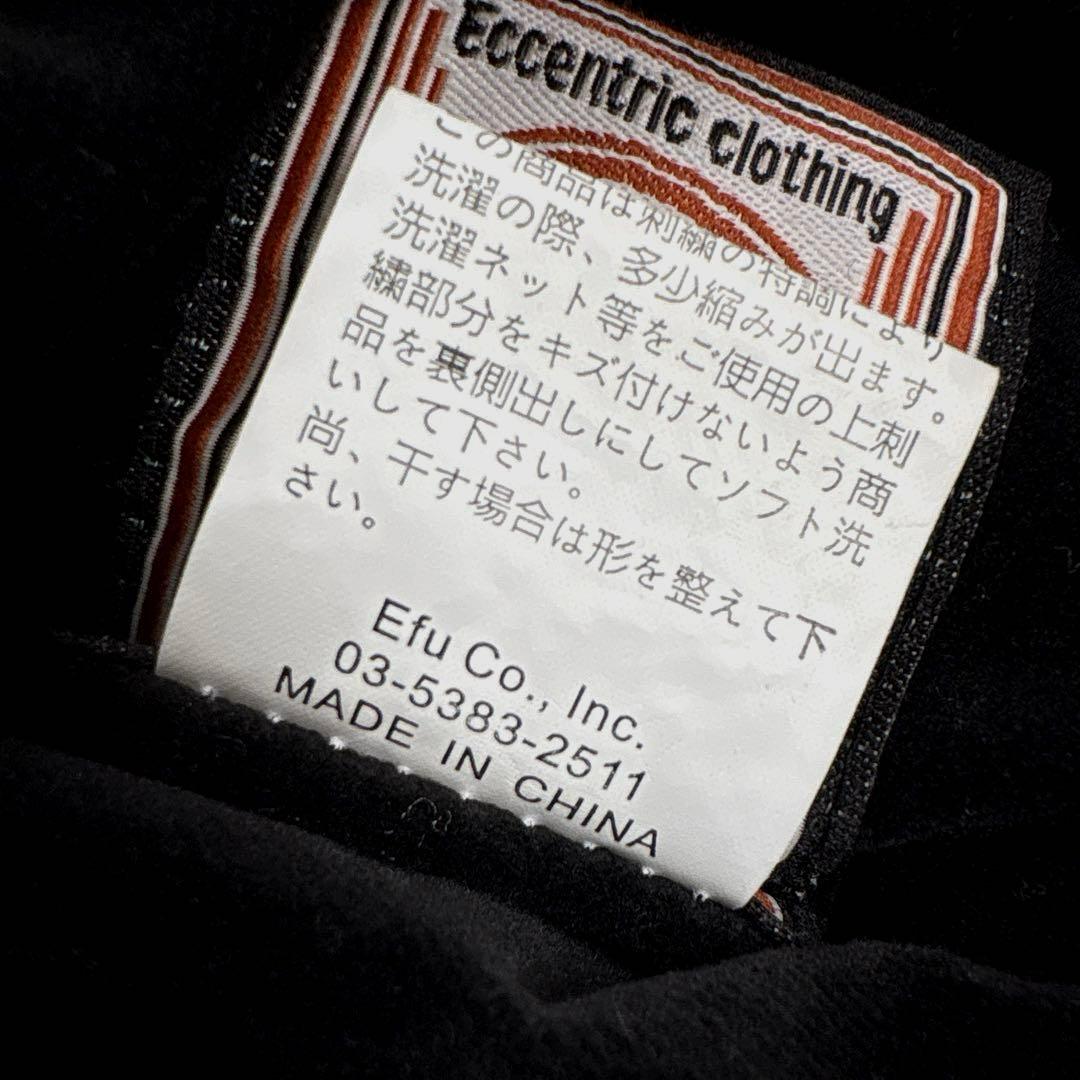 Eccentric clothing
この商品は刺繍の特調により
洗濯の際、多少縮みが出ます。
洗濯ネット等をご使用の上刺
繍部分をキズ付けないよう商
品を裏側出しにしてソフト洗
いして下さい。
尚、干す場合は形を整えて下
さい。
Efu Co., Inc.
03-5383-2511
MADE IN CHINA